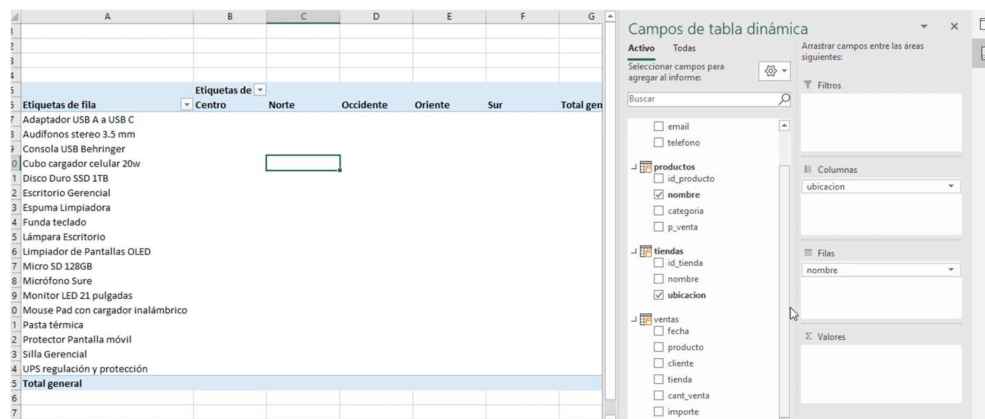 A B C D E F G
Etiquetas de
Etiquetas de fila Centro Norte Occidente Oriente Sur Total gen
Adaptador USB A a USB C
Audífonos stereo 3.5 mm
Consola USB Behringer
Cubo cargador celular 20w
Disco Duro SSD 1TB
Escritorio Gerencial
Espuma Limpiadora
Funda teclado
Lámpara Escritorio
Limpiador de Pantallas OLED
Micro SD 128GB
Micrófono Sure
Monitor LED 21 pulgadas
Mouse Pad con cargador inalámbrico
Pasta térmica
Protector Pantalla móvil
Silla Gerencial
UPS regulación y protección
Total general
Campos de tabla dinámica
Activo Todas
Seleccionar campos para
agregar al informe:
Buscar
email
telefono
productos
id_producto
nombre
categoria
p_venta
tiendas
id_tienda
nombre
ubicacion
ventas
fecha
producto
cliente
tienda
cant_venta
importe
Arrastrar campos entre las áreas
siguientes:
Filtros
Columnas
ubicacion
Filas
nombre
Σ Valores